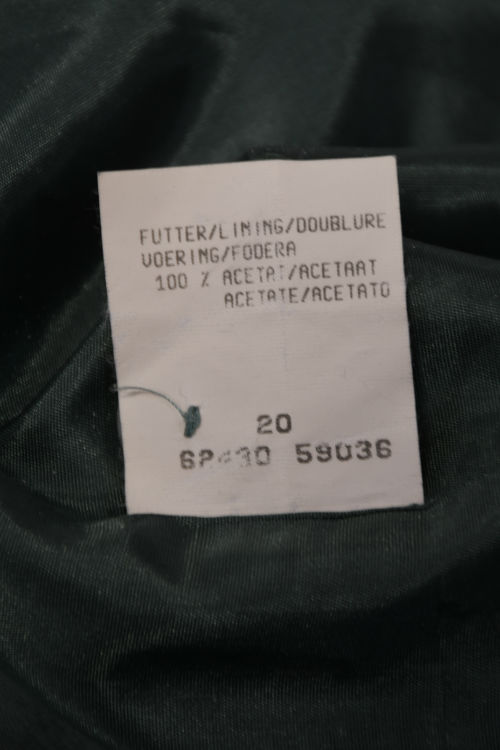 FUTTER/LINING/DOUBLURE
VOERING/FODERA
100 % ACETAT/ACETAAT
ACETATE/ACETATO
20
59036